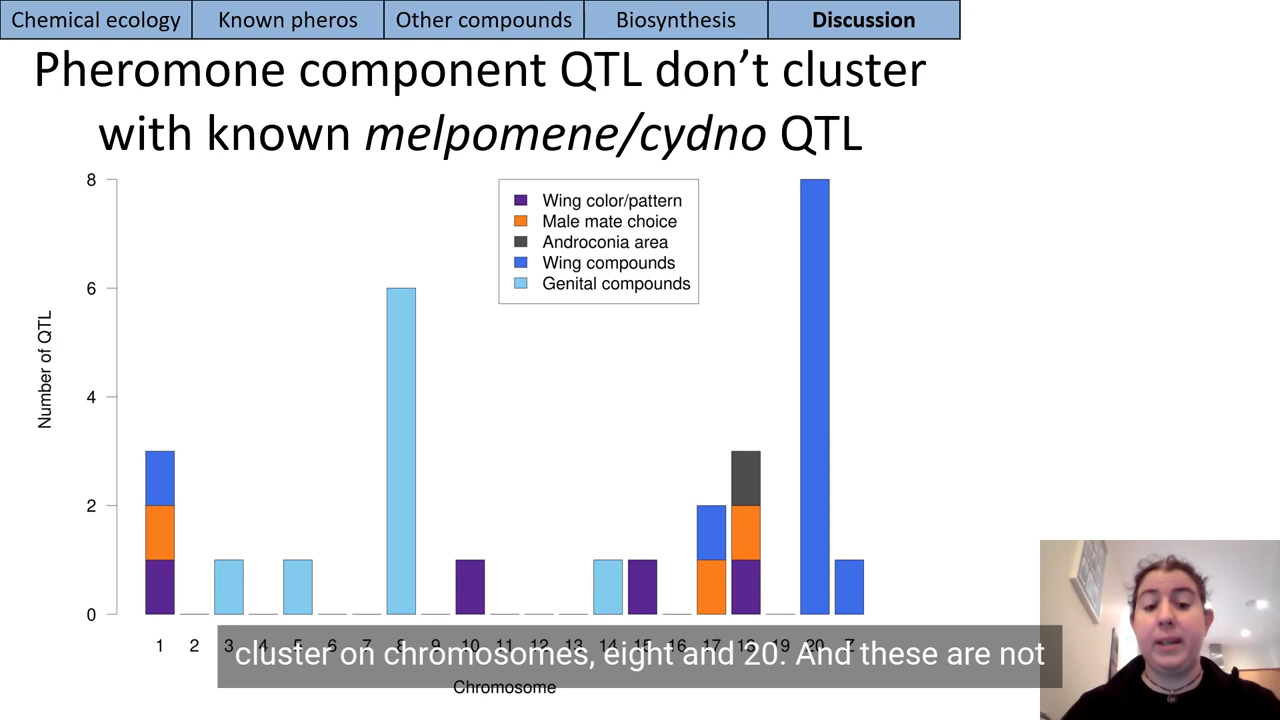 Chemical ecology Known pheros Other compounds Biosynthesis Discussion
Pheromone component QTL don't cluster
with known melpomene/cydno QTL
8
6
4
2
0
Number of QTL
Wing color/pattern
Male mate choice
Androconia area
Wing compounds
Genital compounds
1 2 3 4 5 6 7 8 9 10 11 12 13 14 15 16 17 18 19 20 Z
cluster on chromosomes, eight and 20. And these are not
Chromosome